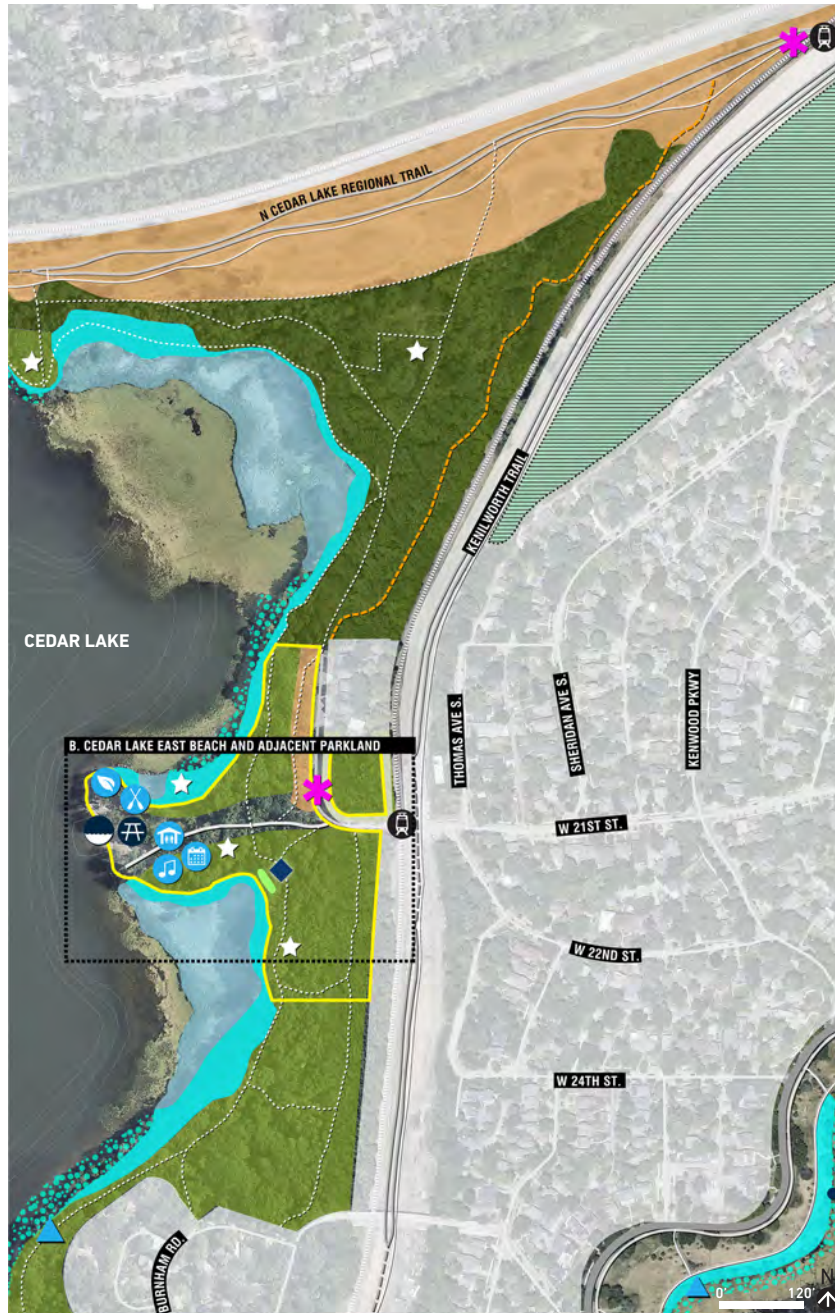 N CEDAR LAKE REGIONAL TRAIL
KENILWORTH TRAIL
CEDAR LAKE
THOMAS AVE S.
SHERIDAN AVE S.
KENWOOD PKWY
B. CEDAR LAKE EAST BEACH AND ADJACENT PARKLAND
W 21ST ST.
W 22ND ST.
W 24TH ST.
BURNHAM RD.
N
0' 120'